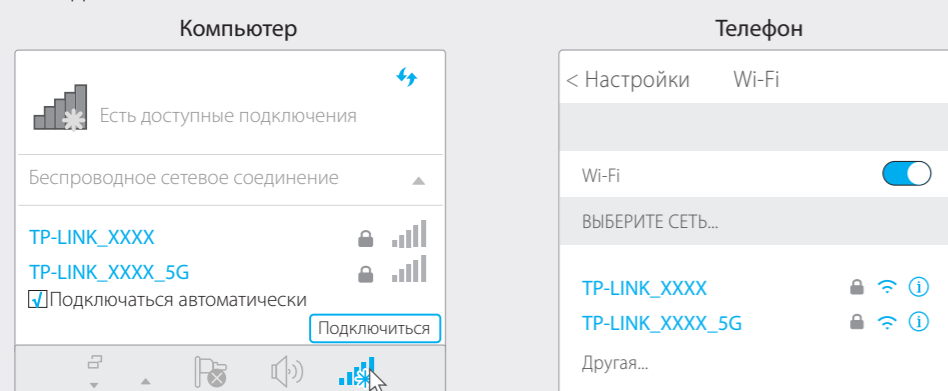 Компьютер
Есть доступные подключения
Беспроводное сетевое соединение
TP-LINK_XXXX
TP-LINK_XXXX_5G
Подключаться автоматически
Подключиться
Телефон
< Настройки Wi-Fi
Wi-Fi
ВЫБЕРИТЕ СЕТЬ...
TP-LINK_XXXX
TP-LINK_XXXX_5G
Другая...